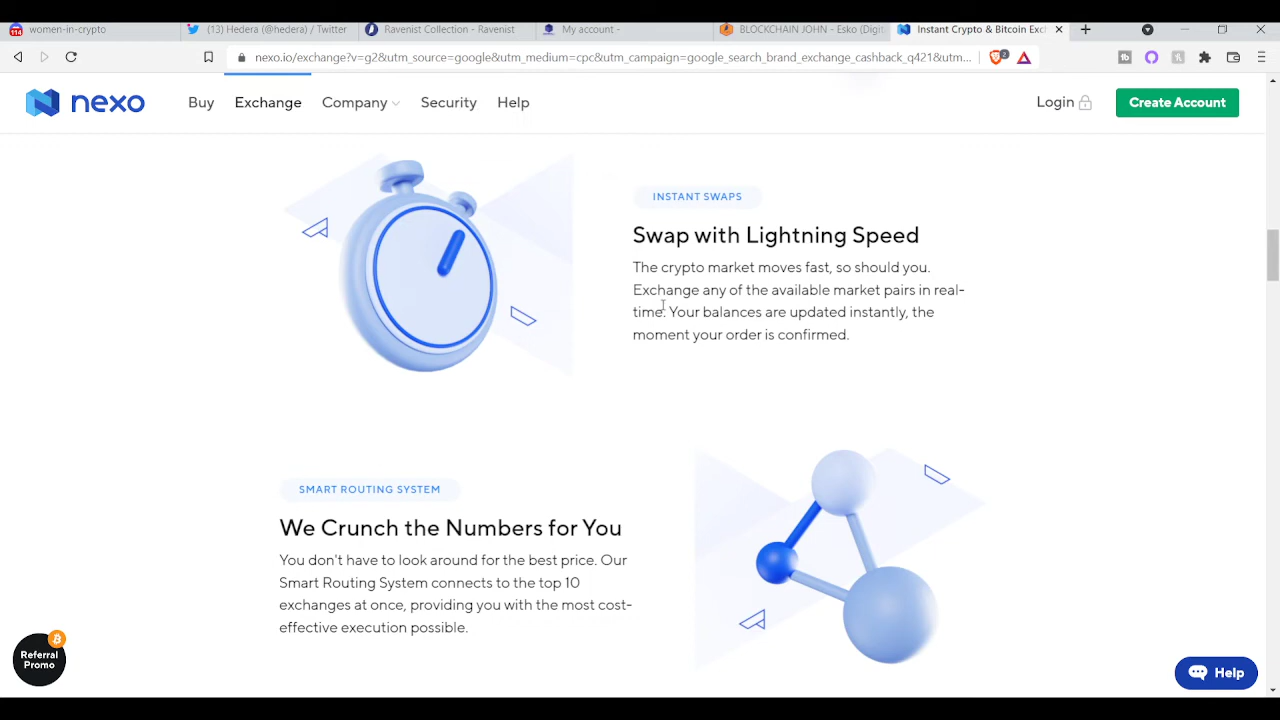 114
women-in-crypto
(13) Hedera (@hedera) / Twitter
Ravenist Collection - Ravenist
My account -
BLOCKCHAIN JOHN - Esko (Digit
Instant Crypto & Bitcoin Exc
nexo.io/exchange?v=g2&utm_source=google&utm_medium=cpc&utm_campaign=google_search_brand_exchange_cashback_q421&utm...
2
nexo
Buy
Exchange
Company
Security
Help
Login
Create Account
INSTANT SWAPS
Swap with Lightning Speed
The crypto market moves fast, so should you.
Exchange any of the available market pairs in real-
time. Your balances are updated instantly, the
moment your order is confirmed.
SMART ROUTING SYSTEM
We Crunch the Numbers for You
You don't have to look around for the best price. Our
Smart Routing System connects to the top 10
exchanges at once, providing you with the most cost-
effective execution possible.
Referral
Promo
Help